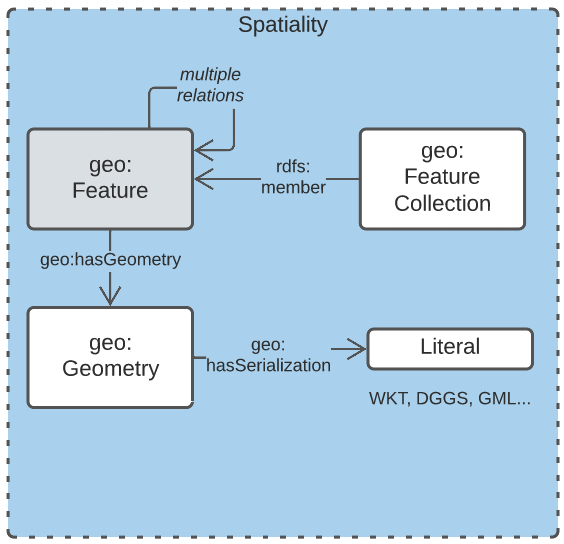 Spatiality
multiple
relations
geo:
Feature
rdfs:
member
geo:
Feature
Collection
geo:hasGeometry
geo:
Geometry
geo:
hasSerialization
Literal
WKT, DGGS, GML...